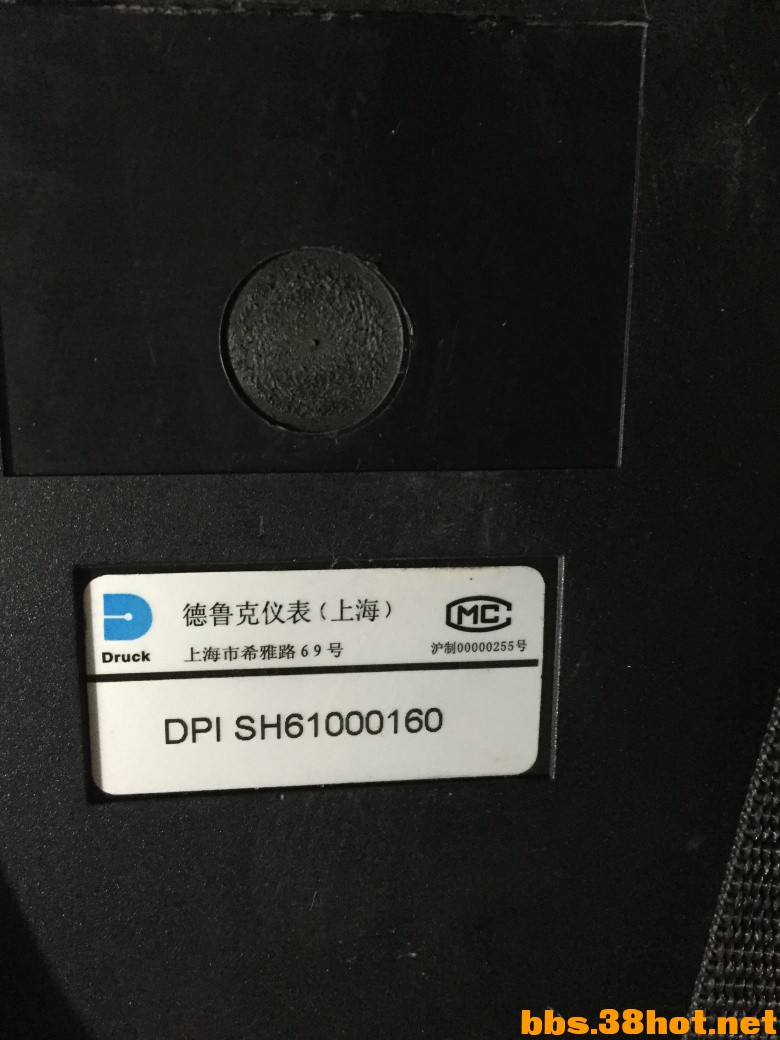 德鲁克仪表(上海)
MC
Druck
上海市希雅路69号
沪制00000255号
DPI SH61000160
bbs.38hot.net